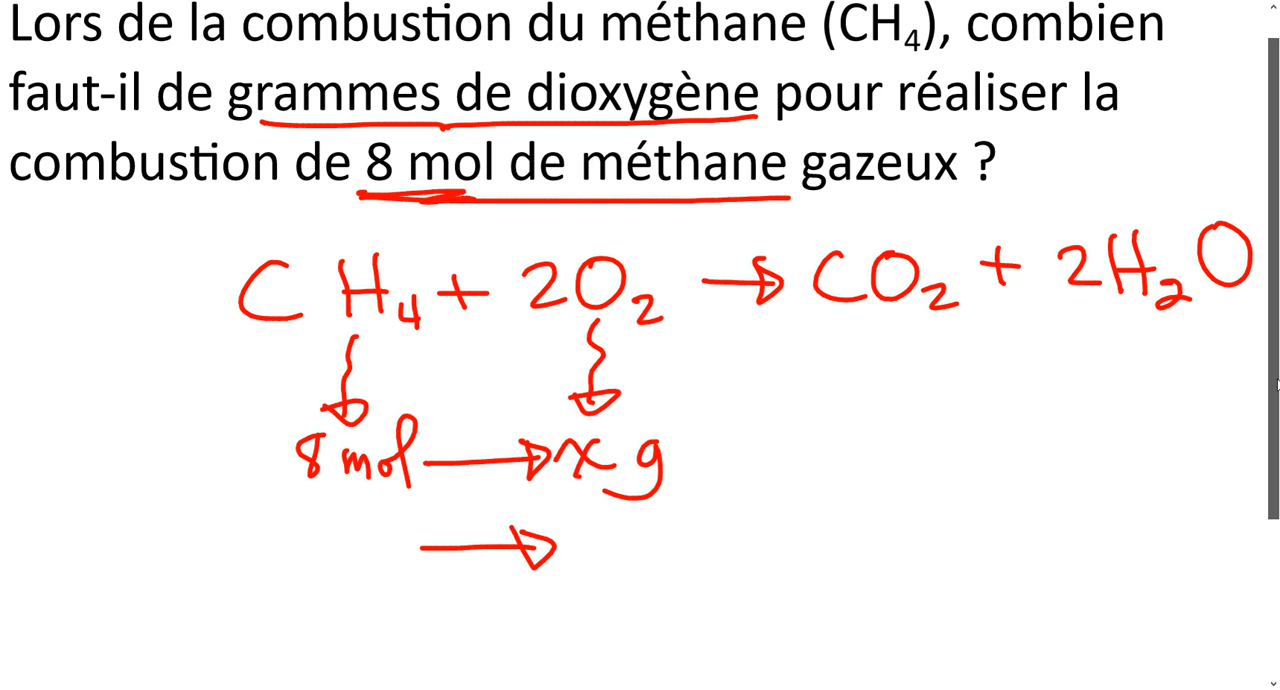 Lors de la combustion du méthane (CH₄), combien
faut-il de grammes de dioxygène pour réaliser la
combustion de 8 mol de méthane gazeux ?
CH₄ + 2O₂ → CO₂ + 2H₂O
8 mol → x g
→